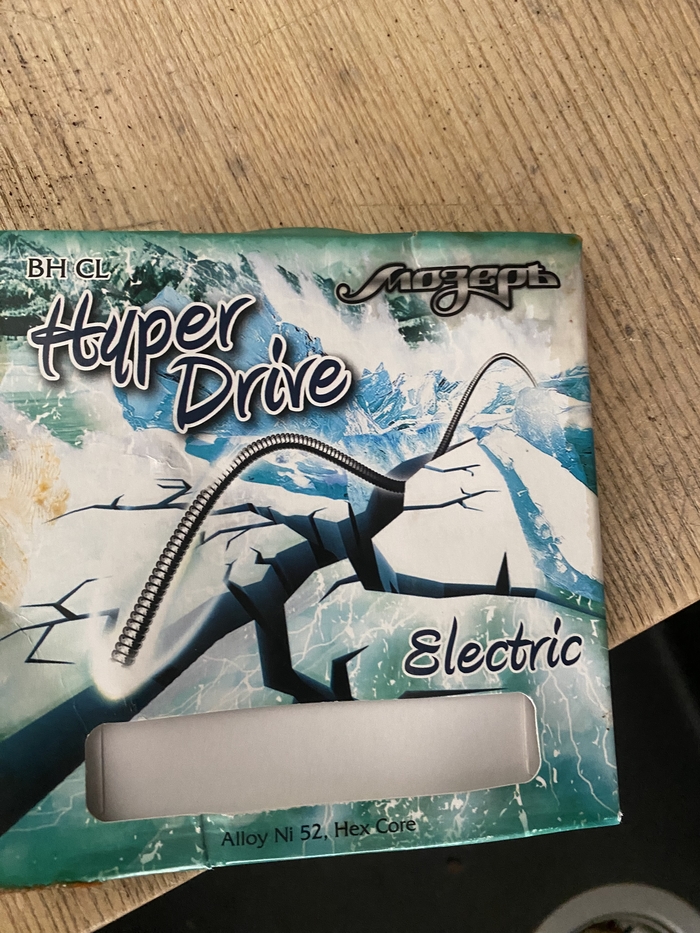 BH CL
Мозеръ
Hyper
Drive
Electric
Alloy Ni 52, Hex Core